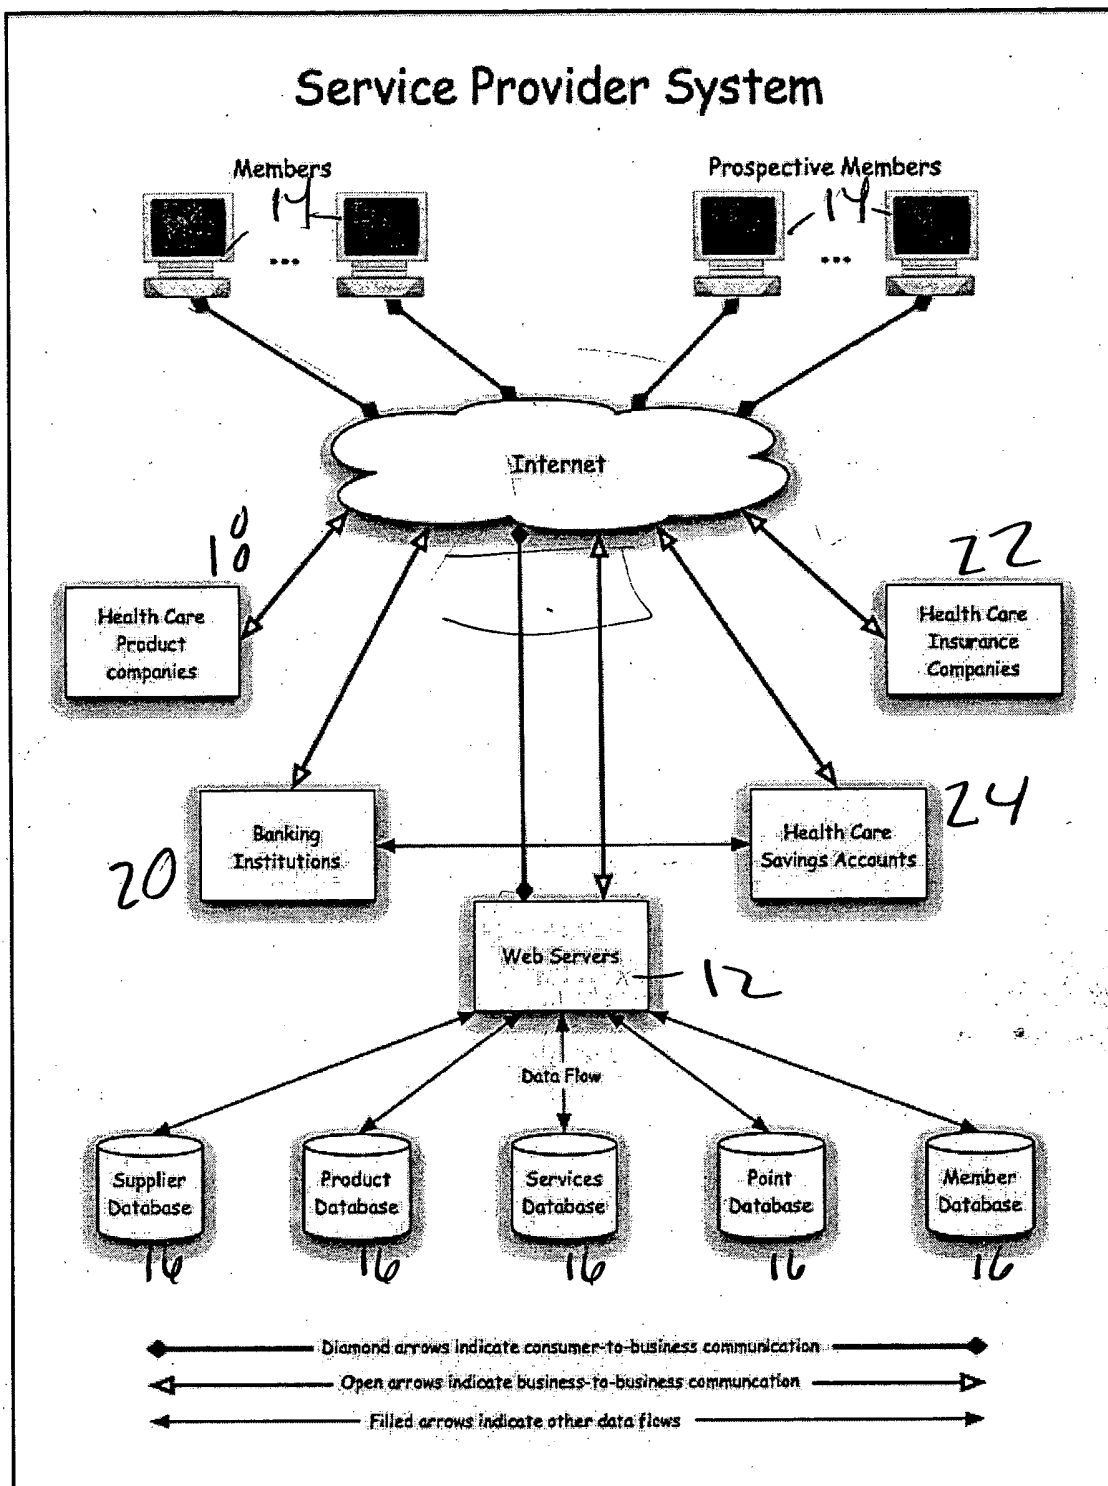 Service Provider System
Members
Prospective Members
14
14
Internet
18
22
Health Care
Product
companies
Health Care
Insurance
Companies
Banking
Institutions
20
Health Care
Savings Accounts
24
Web Servers
12
Data Flow
Supplier
Database
Product
Database
Services
Database
Point
Database
Member
Database
16
16
16
16
16
Diamond arrows indicate consumer-to-business communication
Open arrows indicate business-to-business communcation
Filled arrows indicate other data flows